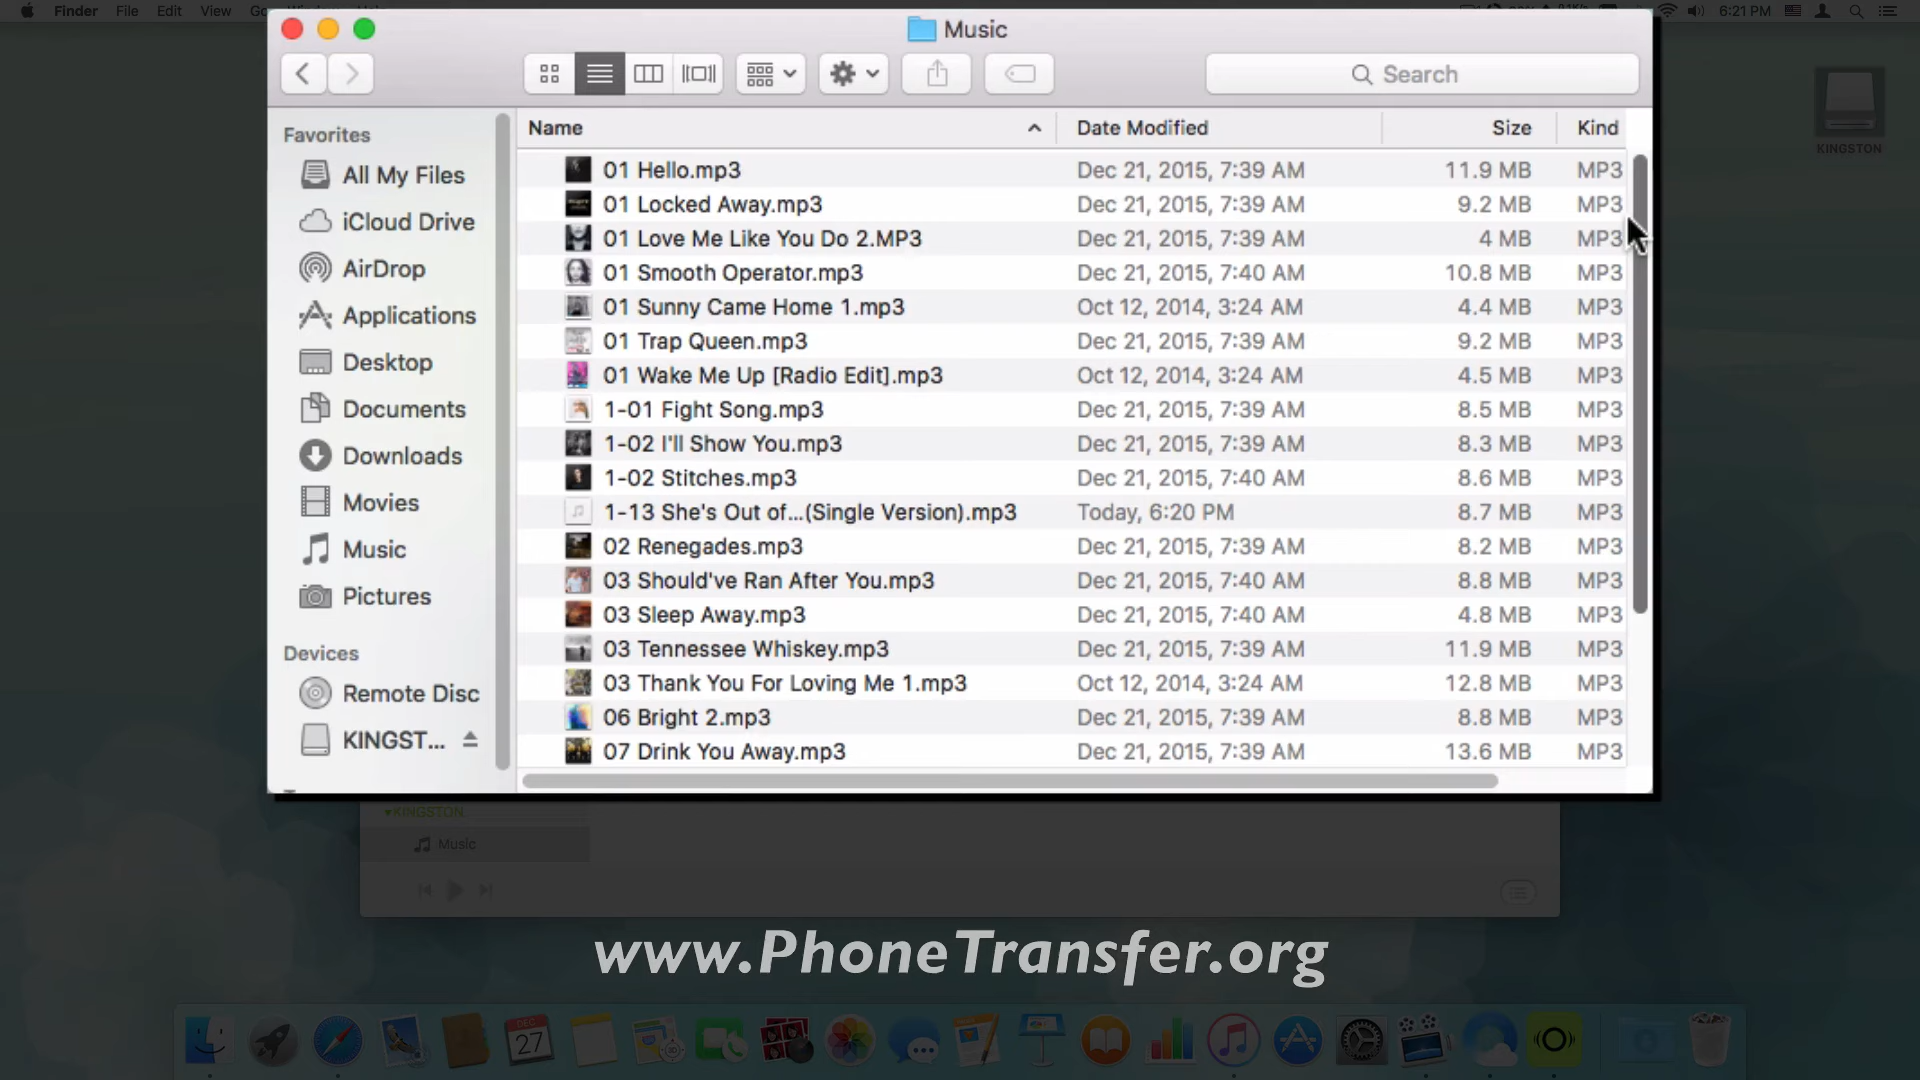 Finder File Edit View Go 6:21 PM
Music
Search
KINGSTON
Favorites
All My Files
iCloud Drive
AirDrop
Applications
Desktop
Documents
Downloads
Movies
Music
Pictures
Devices
Remote Disc
KINGST...
Name Date Modified Size Kind
01 Hello.mp3 Dec 21, 2015, 7:39 AM 11.9 MB MP3
01 Locked Away.mp3 Dec 21, 2015, 7:39 AM 9.2 MB MP3
01 Love Me Like You Do 2.MP3 Dec 21, 2015, 7:39 AM 4 MB MP3
01 Smooth Operator.mp3 Dec 21, 2015, 7:40 AM 10.8 MB MP3
01 Sunny Came Home 1.mp3 Oct 12, 2014, 3:24 AM 4.4 MB MP3
01 Trap Queen.mp3 Dec 21, 2015, 7:39 AM 9.2 MB MP3
01 Wake Me Up [Radio Edit].mp3 Oct 12, 2014, 3:24 AM 4.5 MB MP3
1-01 Fight Song.mp3 Dec 21, 2015, 7:39 AM 8.5 MB MP3
1-02 I'll Show You.mp3 Dec 21, 2015, 7:39 AM 8.3 MB MP3
1-02 Stitches.mp3 Dec 21, 2015, 7:40 AM 8.6 MB MP3
1-13 She's Out of...(Single Version).mp3 Today, 6:20 PM 8.7 MB MP3
02 Renegades.mp3 Dec 21, 2015, 7:39 AM 8.2 MB MP3
03 Should've Ran After You.mp3 Dec 21, 2015, 7:40 AM 8.8 MB MP3
03 Sleep Away.mp3 Dec 21, 2015, 7:40 AM 4.8 MB MP3
03 Tennessee Whiskey.mp3 Dec 21, 2015, 7:39 AM 11.9 MB MP3
03 Thank You For Loving Me 1.mp3 Oct 12, 2014, 3:24 AM 12.8 MB MP3
06 Bright 2.mp3 Dec 21, 2015, 7:39 AM 8.8 MB MP3
07 Drink You Away.mp3 Dec 21, 2015, 7:39 AM 13.6 MB MP3
KINGSTON
Music
www.PhoneTransfer.org
DEC
27